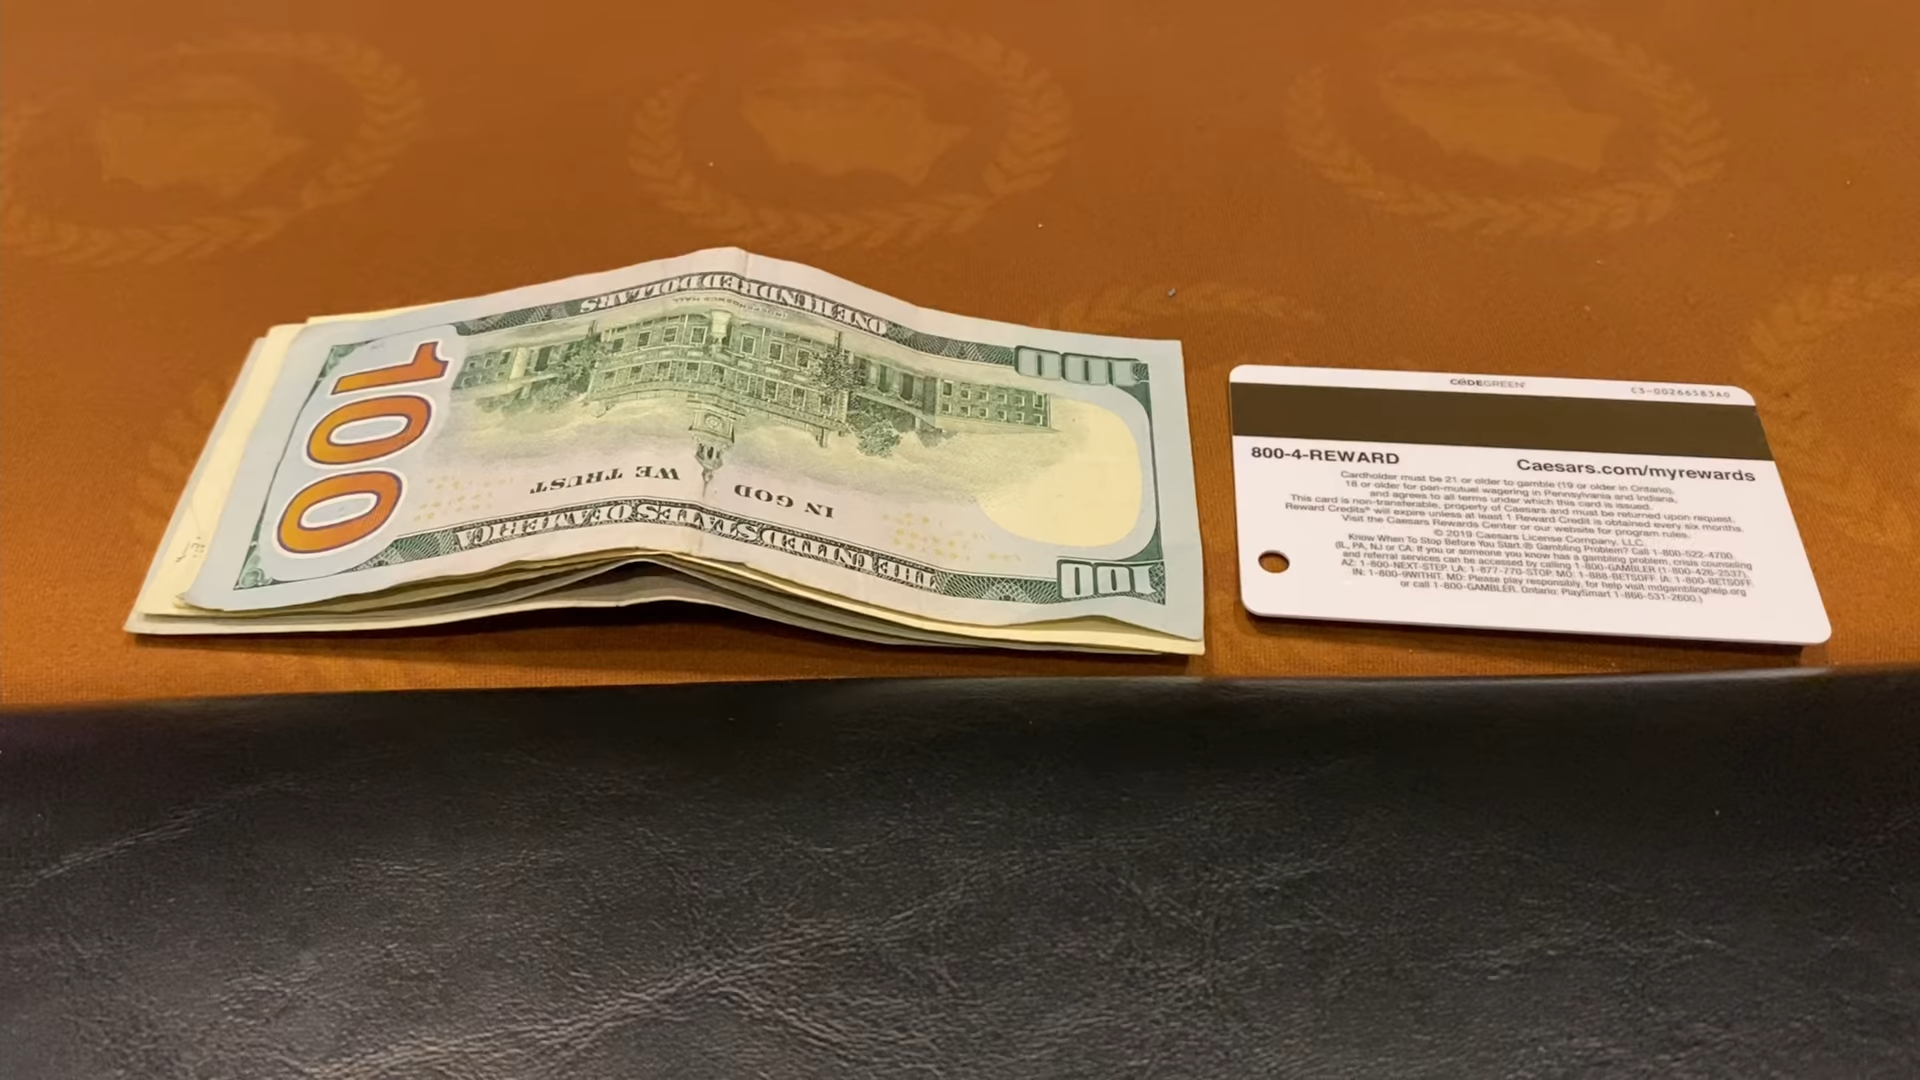 ONE HUNDRED DOLLARS
INDEPENDENCE HALL
100
100
IN GOD WE TRUST
THE UNITED STATES OF AMERICA
100
CODEGREEN
C3-00266583A0
800-4-REWARD
Caesars.com/myrewards
Cardholder must be 21 or older to gamble (19 or older in Ontario),
18 or older for pari-mutuel wagering in Pennsylvania and Indiana,
and agrees to all terms under which this card is issued.
This card is non-transferable, property of Caesars and must be returned upon request.
Reward Credits® will expire unless at least 1 Reward Credit is obtained every six months.
Visit the Caesars Rewards Center or our website for program rules.
© 2019 Caesars License Company, LLC.
Know When To Stop Before You Start.® Gambling Problem? Call 1-800-522-4700.
(IL, PA, NJ or CA: If you or someone you know has a gambling problem, crisis counseling
and referral services can be accessed by calling 1-800-GAMBLER (1-800-426-2537).
AZ: 1-800-NEXT-STEP. LA: 1-877-770-STOP. MO: 1-888-BETSOFF. IA: 1-800-BETSOFF.
IN: 1-800-9WITHIT. MD: Please play responsibly, for help visit mdgamblinghelp.org
or call 1-800-GAMBLER. Ontario: PlaySmart 1-866-531-2600.)